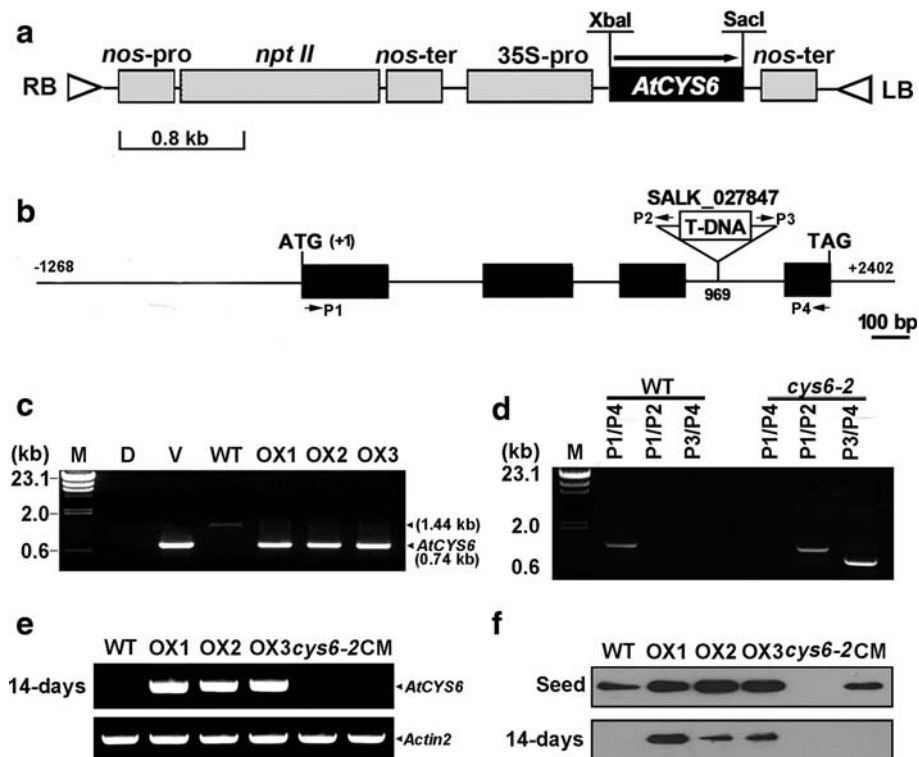 a
XbaI SacI
nos-pro npt II nos-ter 35S-pro nos-ter
RB AtCYS6 LB
0.8 kb
b
SALK_027847
P2 T-DNA P3
ATG (+1) TAG
-1268 +2402
P1 969 P4
100 bp
c
(kb) M D V WT OX1 OX2 OX3
23.1
2.0
(1.44 kb)
0.6 AtCYS6
(0.74 kb)
d
WT cys6-2
(kb) M P1/P4 P1/P2 P3/P4 P1/P4 P1/P2 P3/P4
23.1
2.0
0.6
e
WT OX1 OX2 OX3 cys6-2 CM
14-days AtCYS6
Actin2
f
WT OX1 OX2 OX3 cys6-2 CM
Seed
14-days